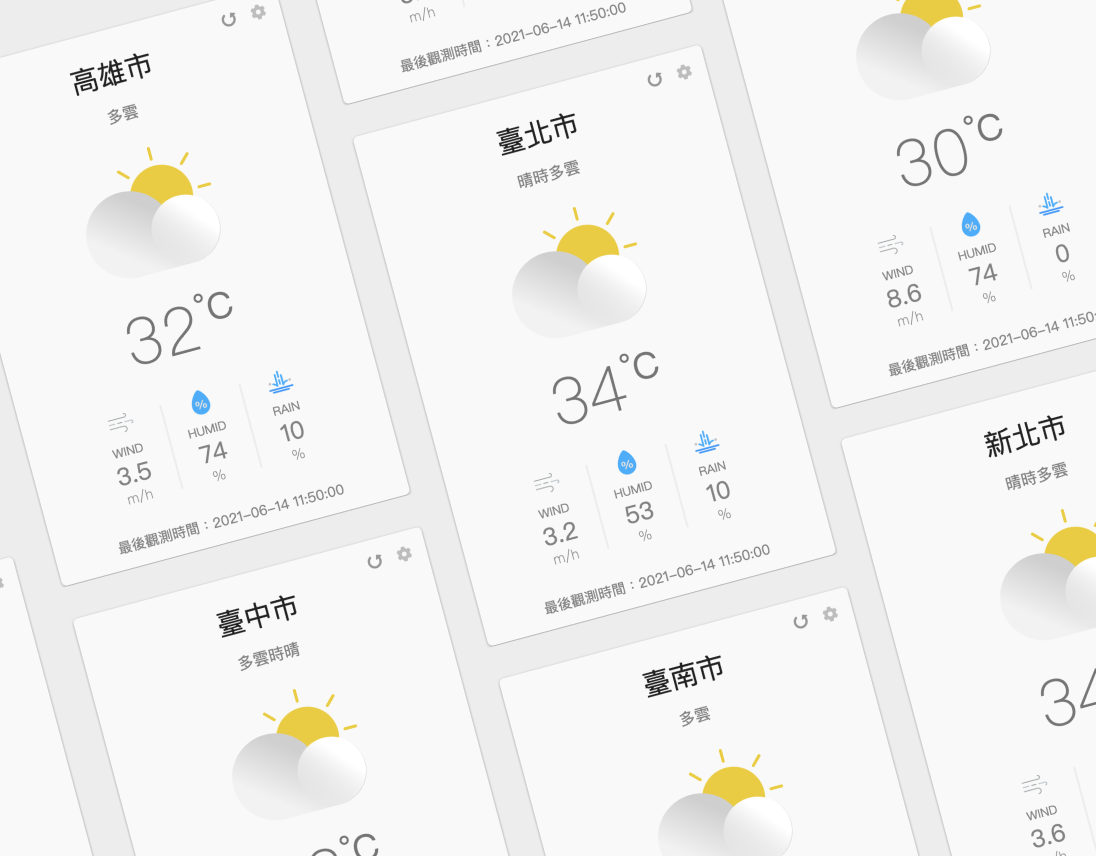 m/h
最後觀測時間：2021-06-14 11:50:00
高雄市
多雲
32°C
WIND
HUMID
RAIN
3.5
74
10
m/h
%
%
最後觀測時間：2021-06-14 11:50:00
臺北市
晴時多雲
34°C
WIND
HUMID
RAIN
3.2
53
10
m/h
%
%
最後觀測時間：2021-06-14 11:50:00
30°C
WIND
HUMID
RAIN
8.6
74
0
m/h
%
%
最後觀測時間：2021-06-14 11:50:
臺中市
多雲時晴
°C
臺南市
多雲
新北市
晴時多雲
34
WIND
3.6
m/h